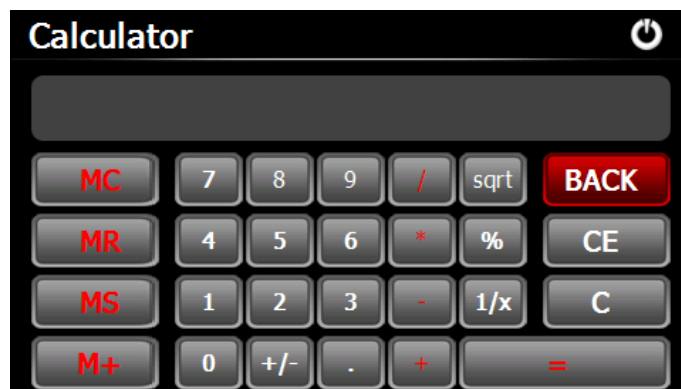 Calculator
MC 7 8 9 / sqrt BACK
MR 4 5 6 * % CE
MS 1 2 3 - 1/x C
M+ 0 +/- . + =